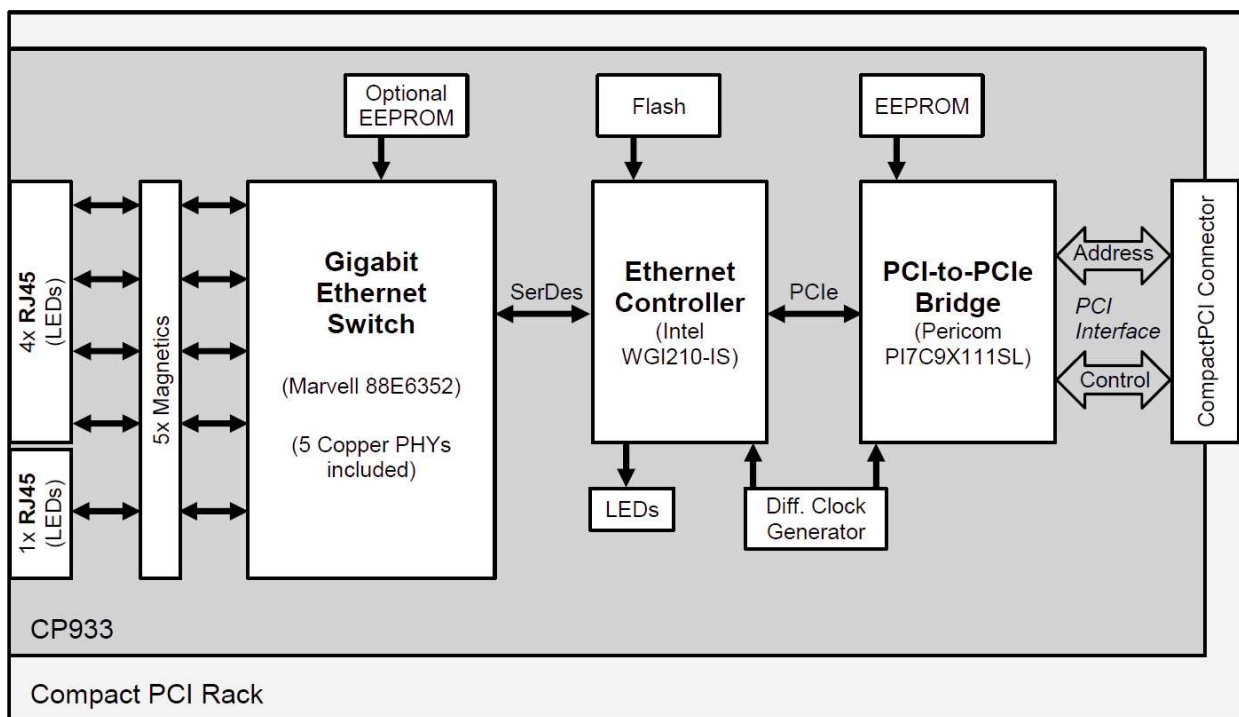 Optional
EEPROM
Flash
EEPROM
4x RJ45
(LEDs)
1x RJ45
(LEDs)
5x Magnetics
Gigabit
Ethernet
Switch
(Marvell 88E6352)
(5 Copper PHYs
included)
SerDes
Ethernet
Controller
(Intel
WGI210-IS)
PCIe
PCI-to-PCIe
Bridge
(Pericom
PI7C9X111SL)
Address
PCI
Interface
Control
CompactPCI Connector
LEDs
Diff. Clock
Generator
CP933
Compact PCI Rack